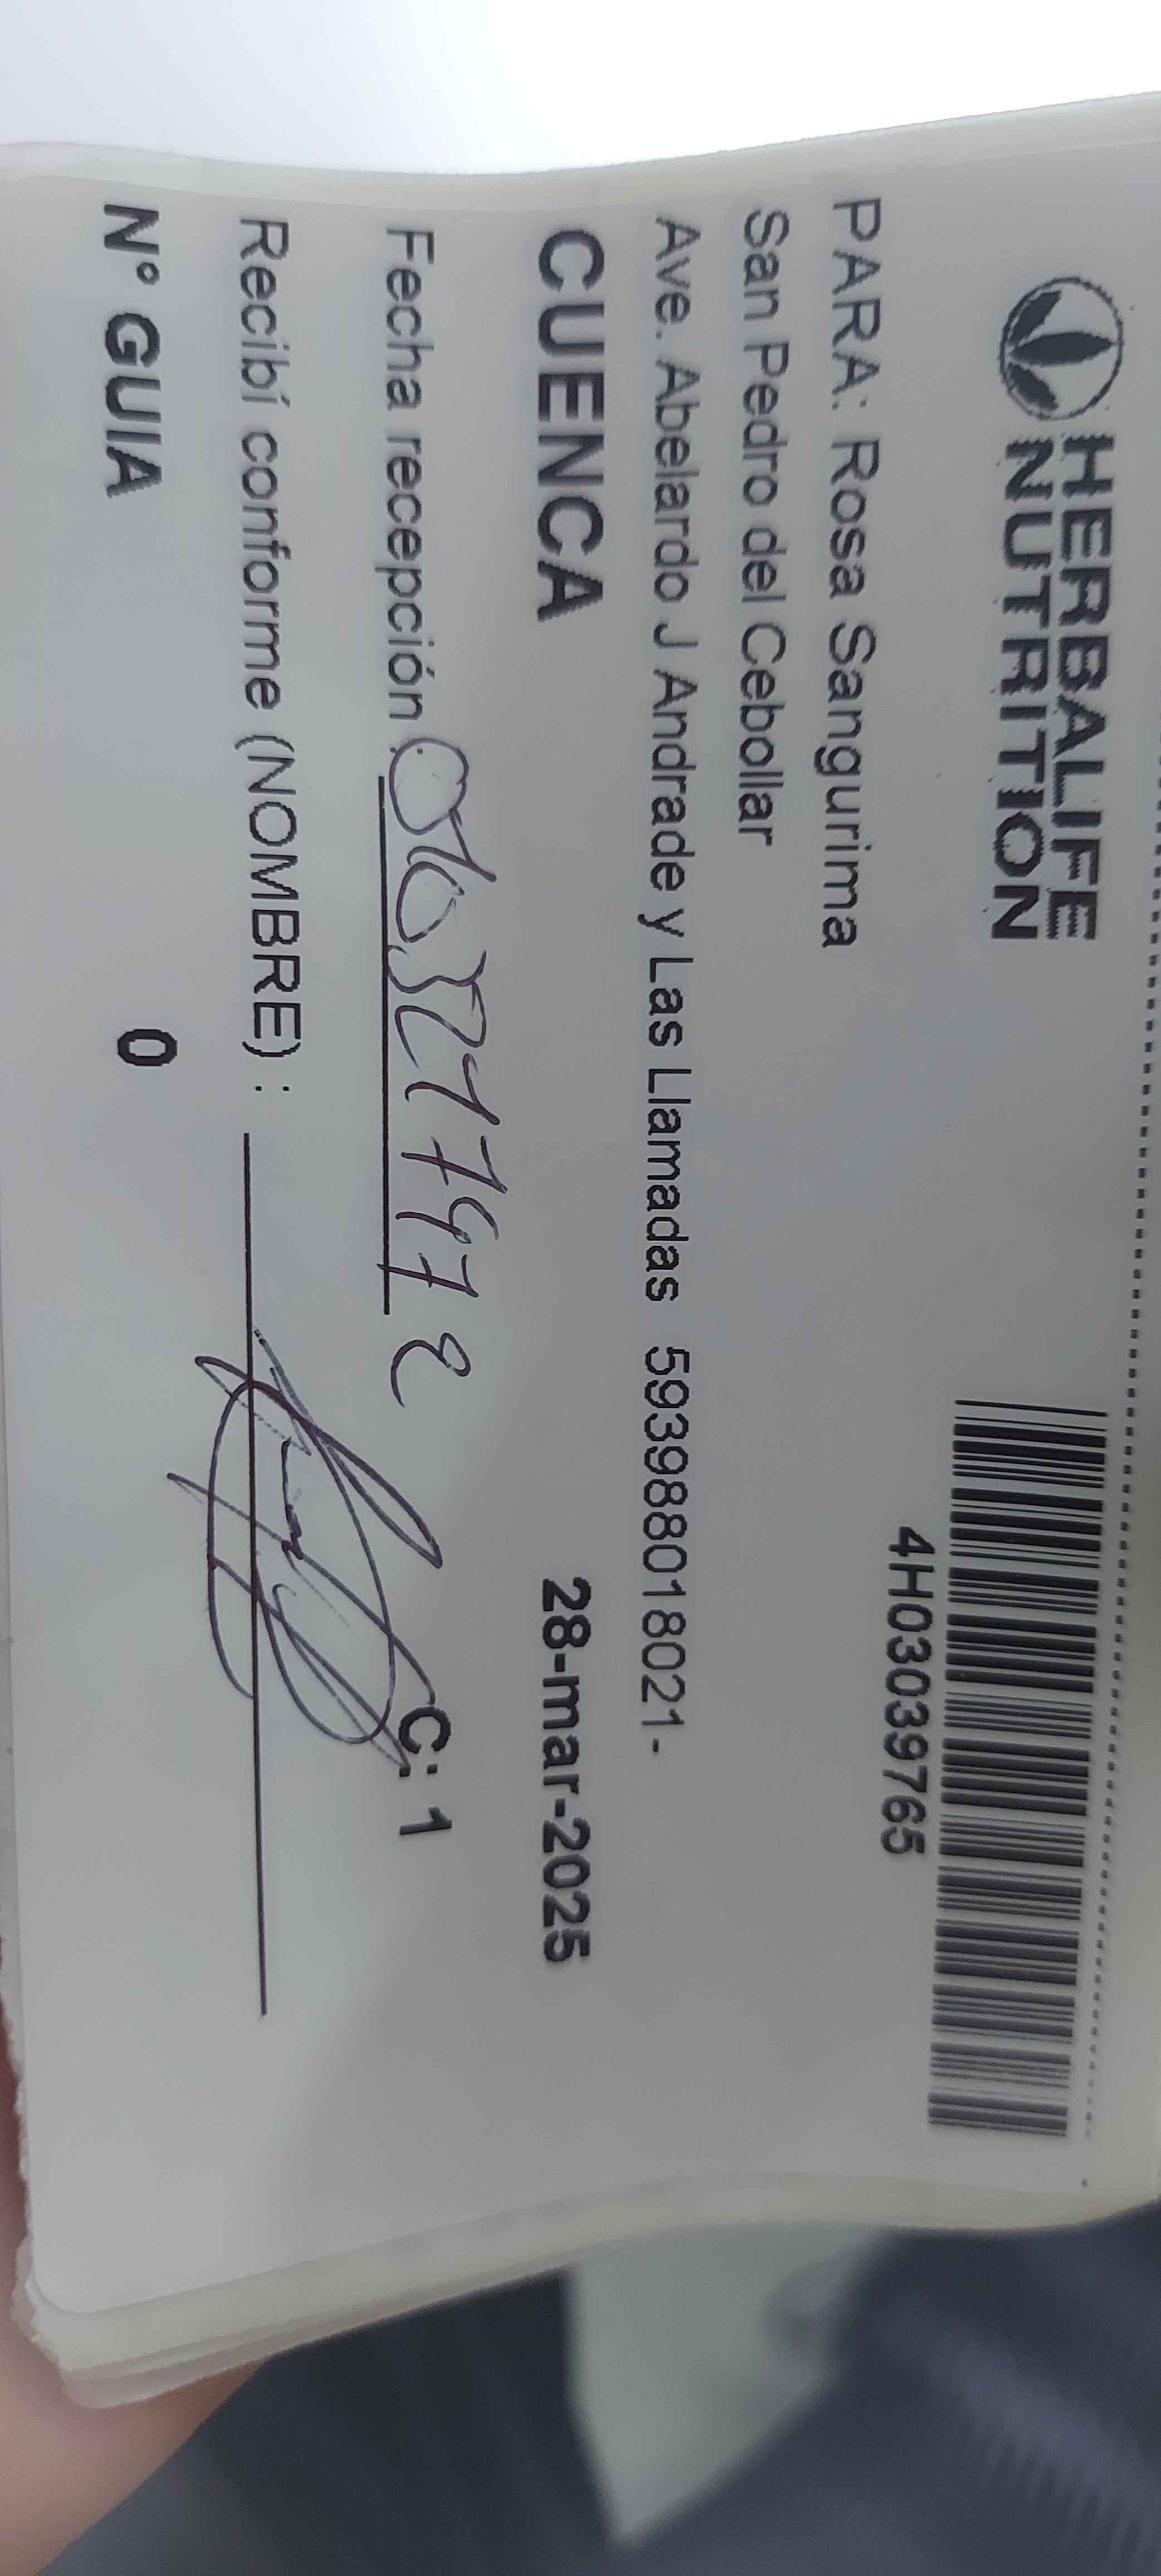 HERBALIFE
NUTRITION
4H03039765
PARA: Rosa Sangurima
San Pedro del Cebollar
Ave. Abelardo J Andrade y Las Llamadas 593988018021-
CUENCA 28-mar-2025
Fecha recepción: C: 1
Recibí conforme (NOMBRE) :
N° GUIA 0